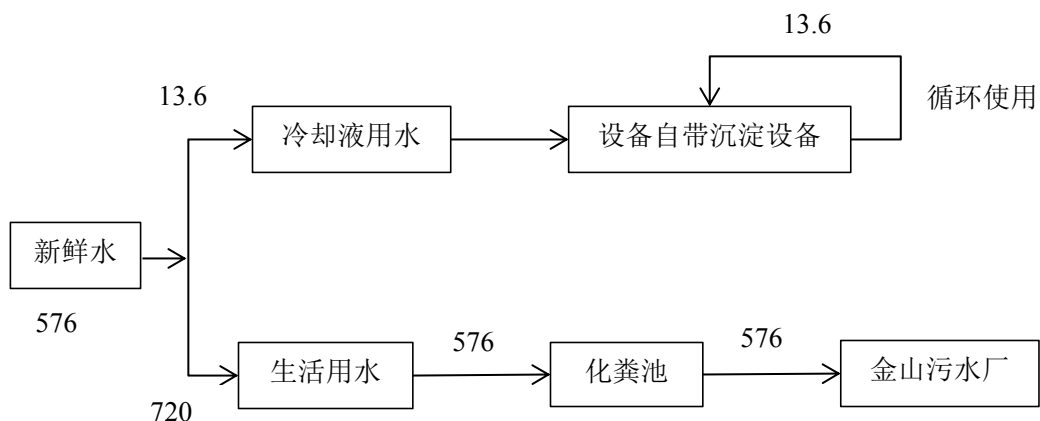 13.6
13.6
循环使用
冷却液用水
设备自带沉淀设备
新鲜水
576
576
576
生活用水
化粪池
金山污水厂
720